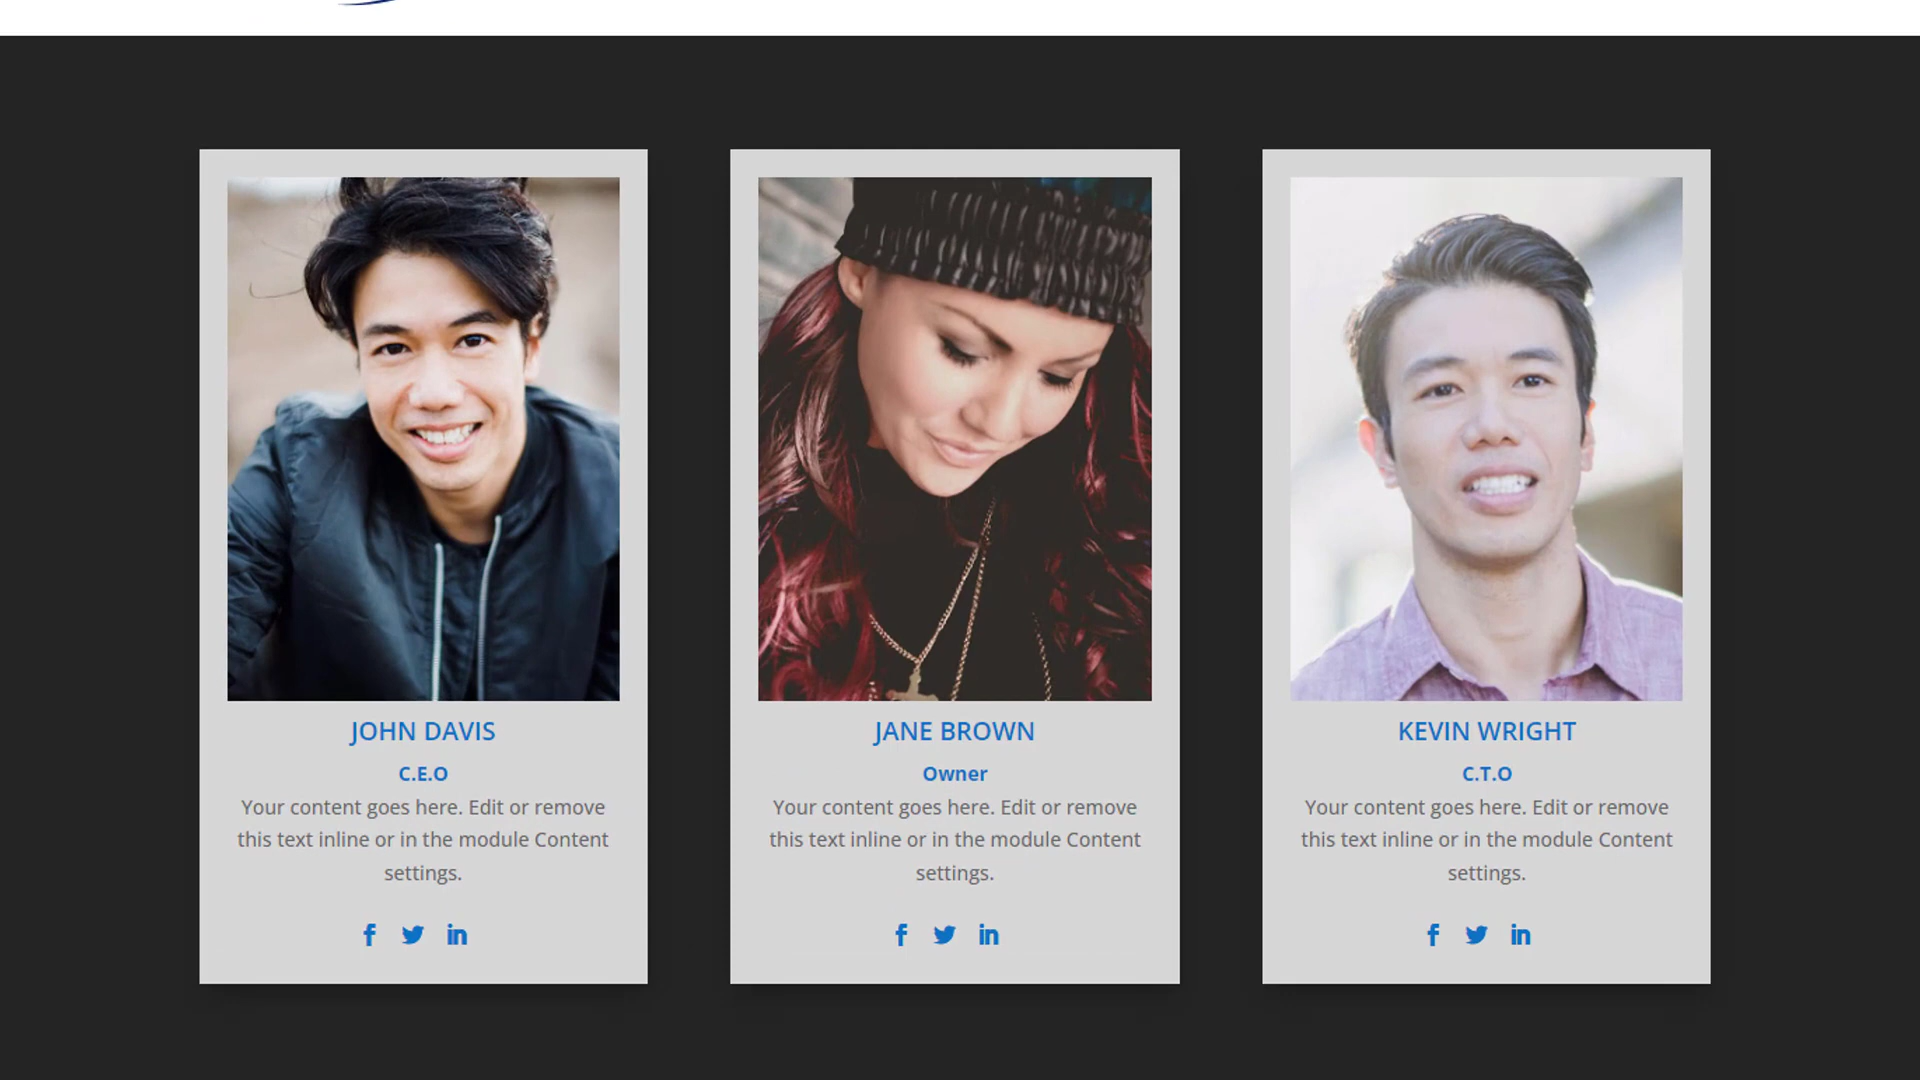 JOHN DAVIS
C.E.O
Your content goes here. Edit or remove
this text inline or in the module Content
settings.
JANE BROWN
Owner
Your content goes here. Edit or remove
this text inline or in the module Content
settings.
KEVIN WRIGHT
C.T.O
Your content goes here. Edit or remove
this text inline or in the module Content
settings.